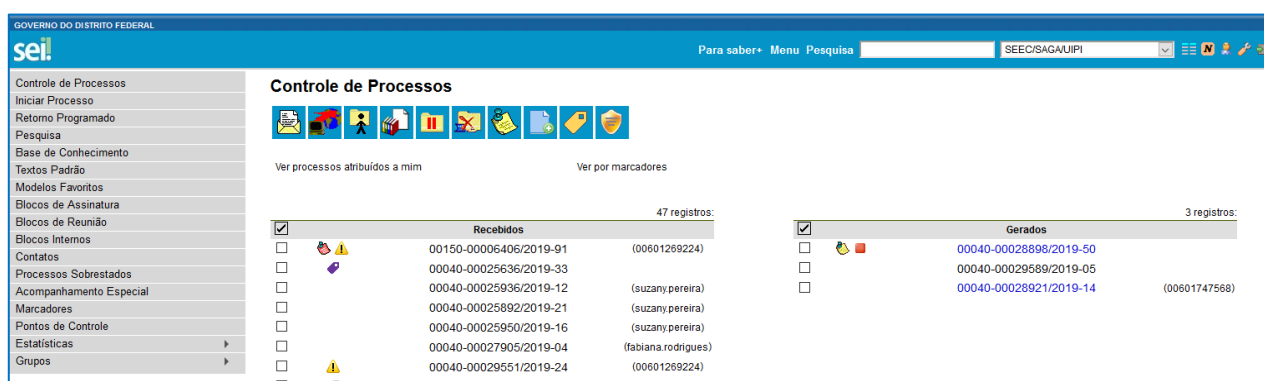 GOVERNO DO DISTRITO FEDERAL
sei!
Para saber+ Menu Pesquisa
SEEC/SAGA/UIPI
Controle de Processos
Iniciar Processo
Retorno Programado
Pesquisa
Base de Conhecimento
Textos Padrão
Modelos Favoritos
Blocos de Assinatura
Blocos de Reunião
Blocos Internos
Contatos
Processos Sobrestados
Acompanhamento Especial
Marcadores
Pontos de Controle
Estatísticas
Grupos
Controle de Processos
Ver processos atribuídos a mim
Ver por marcadores
47 registros:
Recebidos
00150-00006406/2019-91 (00601269224)
00040-00025636/2019-33
00040-00025936/2019-12 (suzany.pereira)
00040-00025892/2019-21 (suzany.pereira)
00040-00025950/2019-16 (suzany.pereira)
00040-00027905/2019-04 (fabiana.rodrigues)
00040-00029551/2019-24 (00601269224)
3 registros:
Gerados
00040-00028898/2019-50
00040-00029589/2019-05
00040-00028921/2019-14 (00601747568)